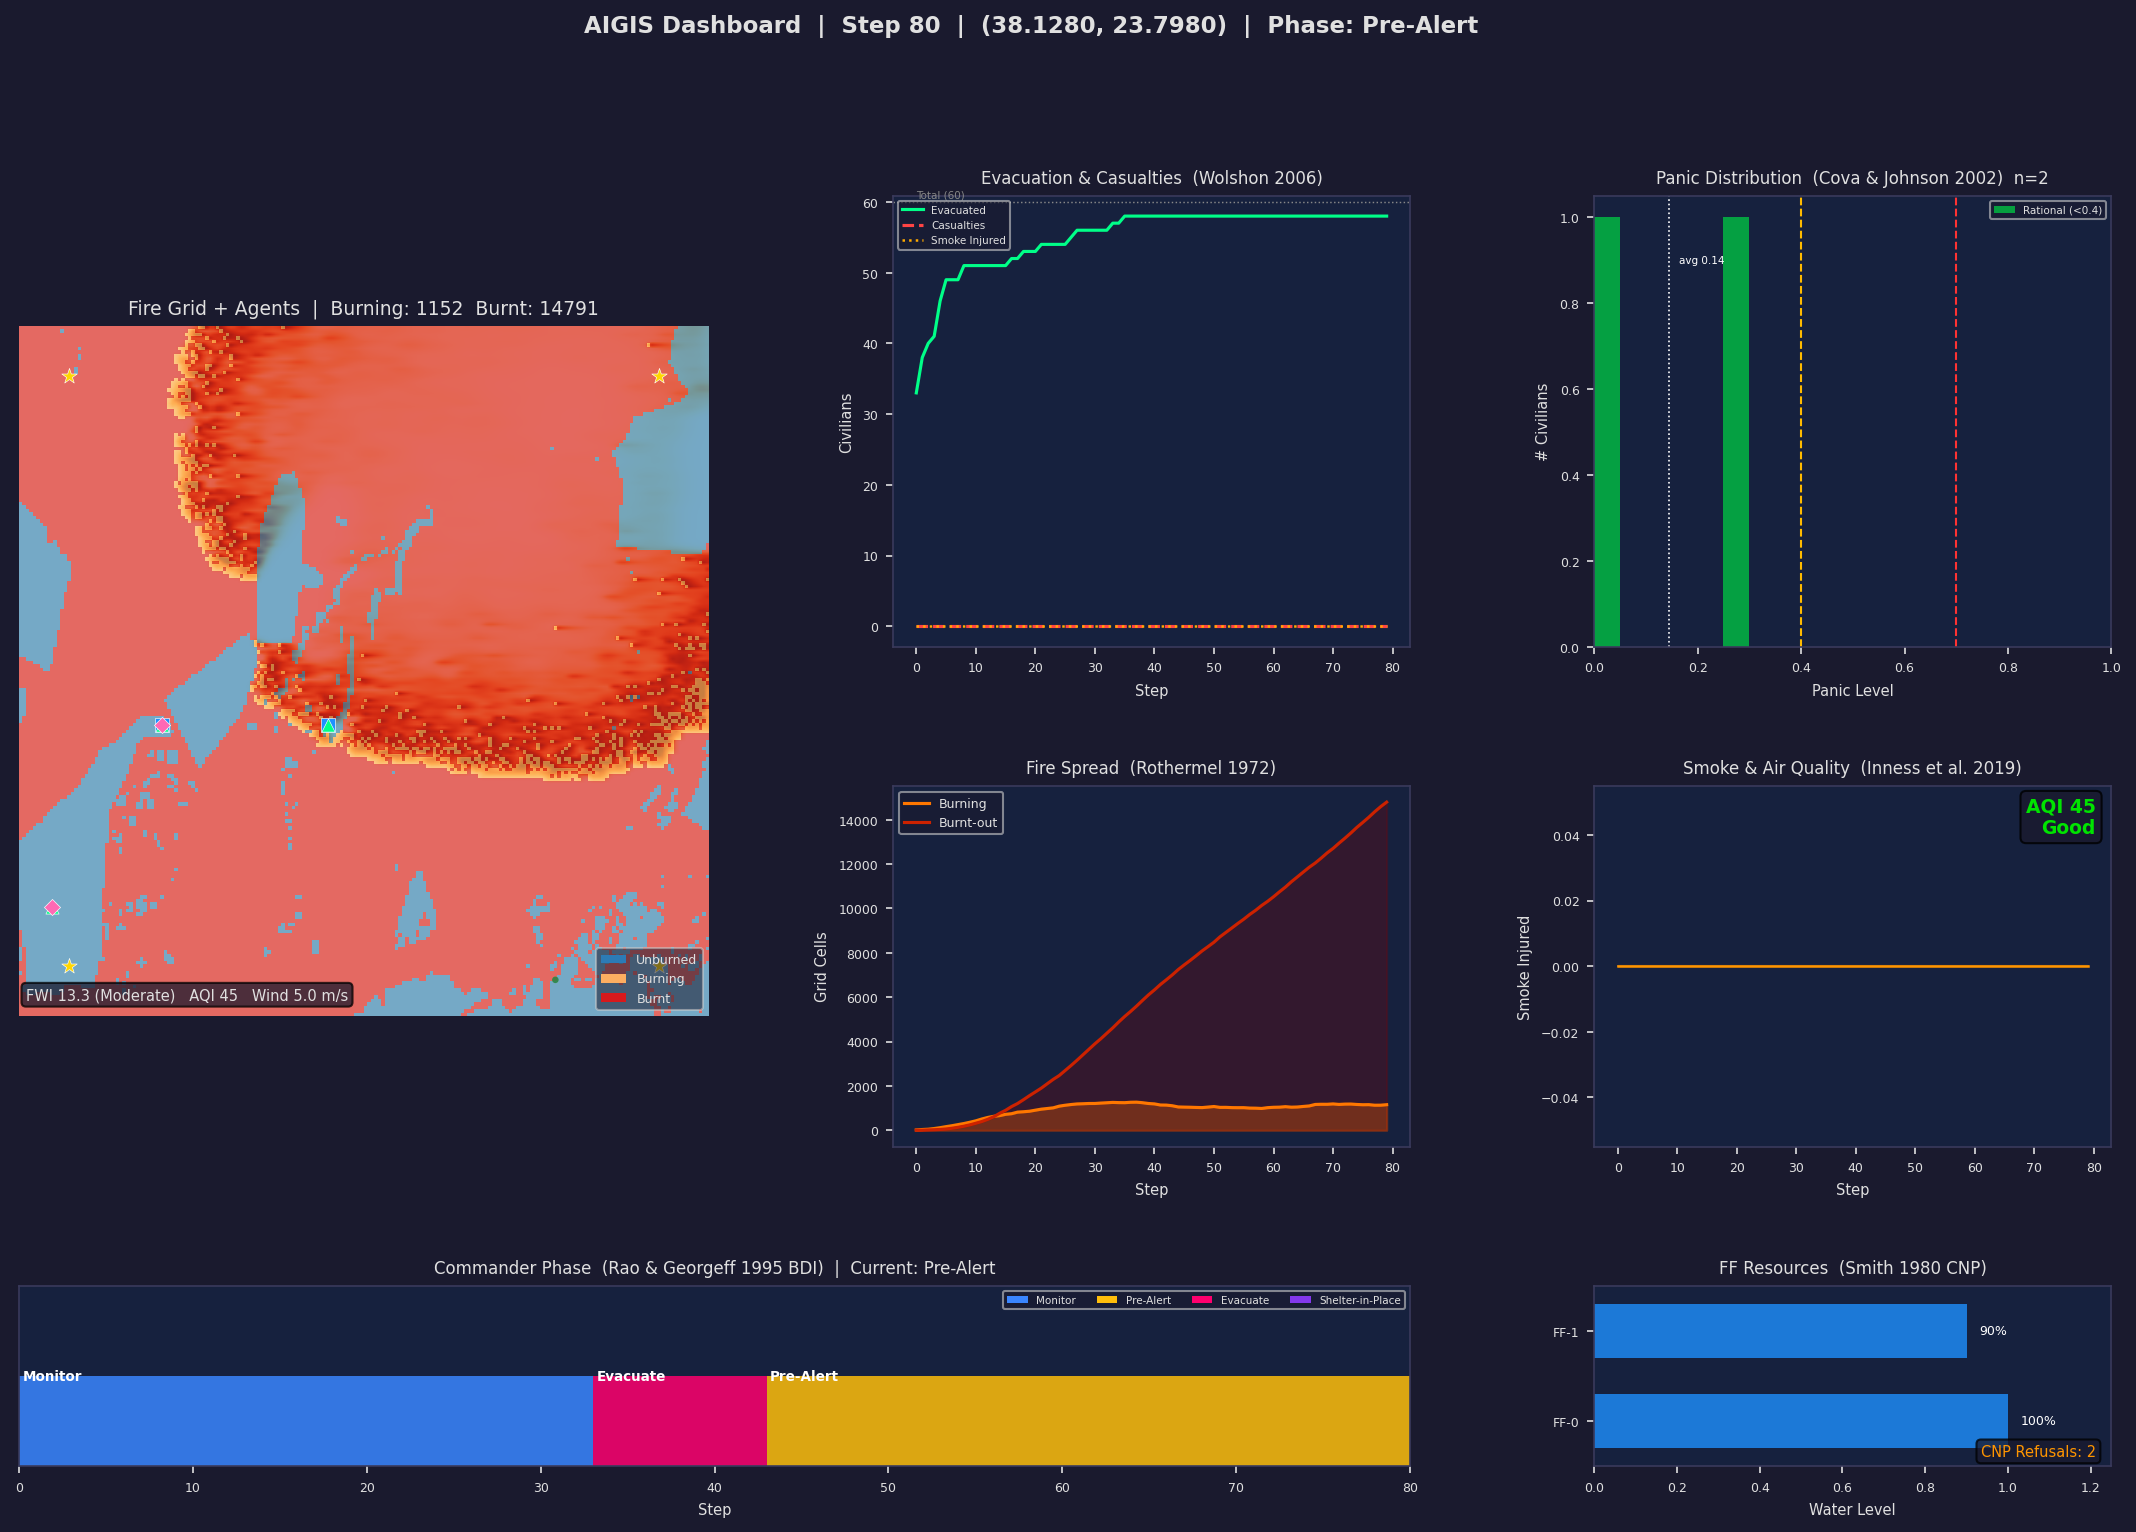 AIGIS Dashboard | Step 80 | (38.1280, 23.7980) | Phase: Pre-Alert
Fire Grid + Agents | Burning: 1152 Burnt: 14791
Unburned
Burning
Burnt
FWI 13.3 (Moderate) AQI 45 Wind 5.0 m/s
Evacuation & Casualties (Wolshon 2006)
Total (60)
Evacuated
Casualties
Smoke Injured
60
50
40
30
20
10
0
Civilians
0 10 20 30 40 50 60 70 80
Step
Panic Distribution (Cova & Johnson 2002) n=2
Rational (<0.4)
avg 0.14
1.0
0.8
0.6
0.4
0.2
0.0
# Civilians
0.0 0.2 0.4 0.6 0.8 1.0
Panic Level
Fire Spread (Rothermel 1972)
Burning
Burnt-out
14000
12000
10000
8000
6000
4000
2000
0
Grid Cells
0 10 20 30 40 50 60 70 80
Step
Smoke & Air Quality (Inness et al. 2019)
AQI 45
Good
0.04
0.02
0.00
−0.02
−0.04
Smoke Injured
0 10 20 30 40 50 60 70 80
Step
Commander Phase (Rao & Georgeff 1995 BDI) | Current: Pre-Alert
Monitor Pre-Alert Evacuate Shelter-in-Place
Monitor Evacuate Pre-Alert
0 10 20 30 40 50 60 70 80
Step
FF Resources (Smith 1980 CNP)
FF-1 90%
FF-0 100%
CNP Refusals: 2
0.0 0.2 0.4 0.6 0.8 1.0 1.2
Water Level